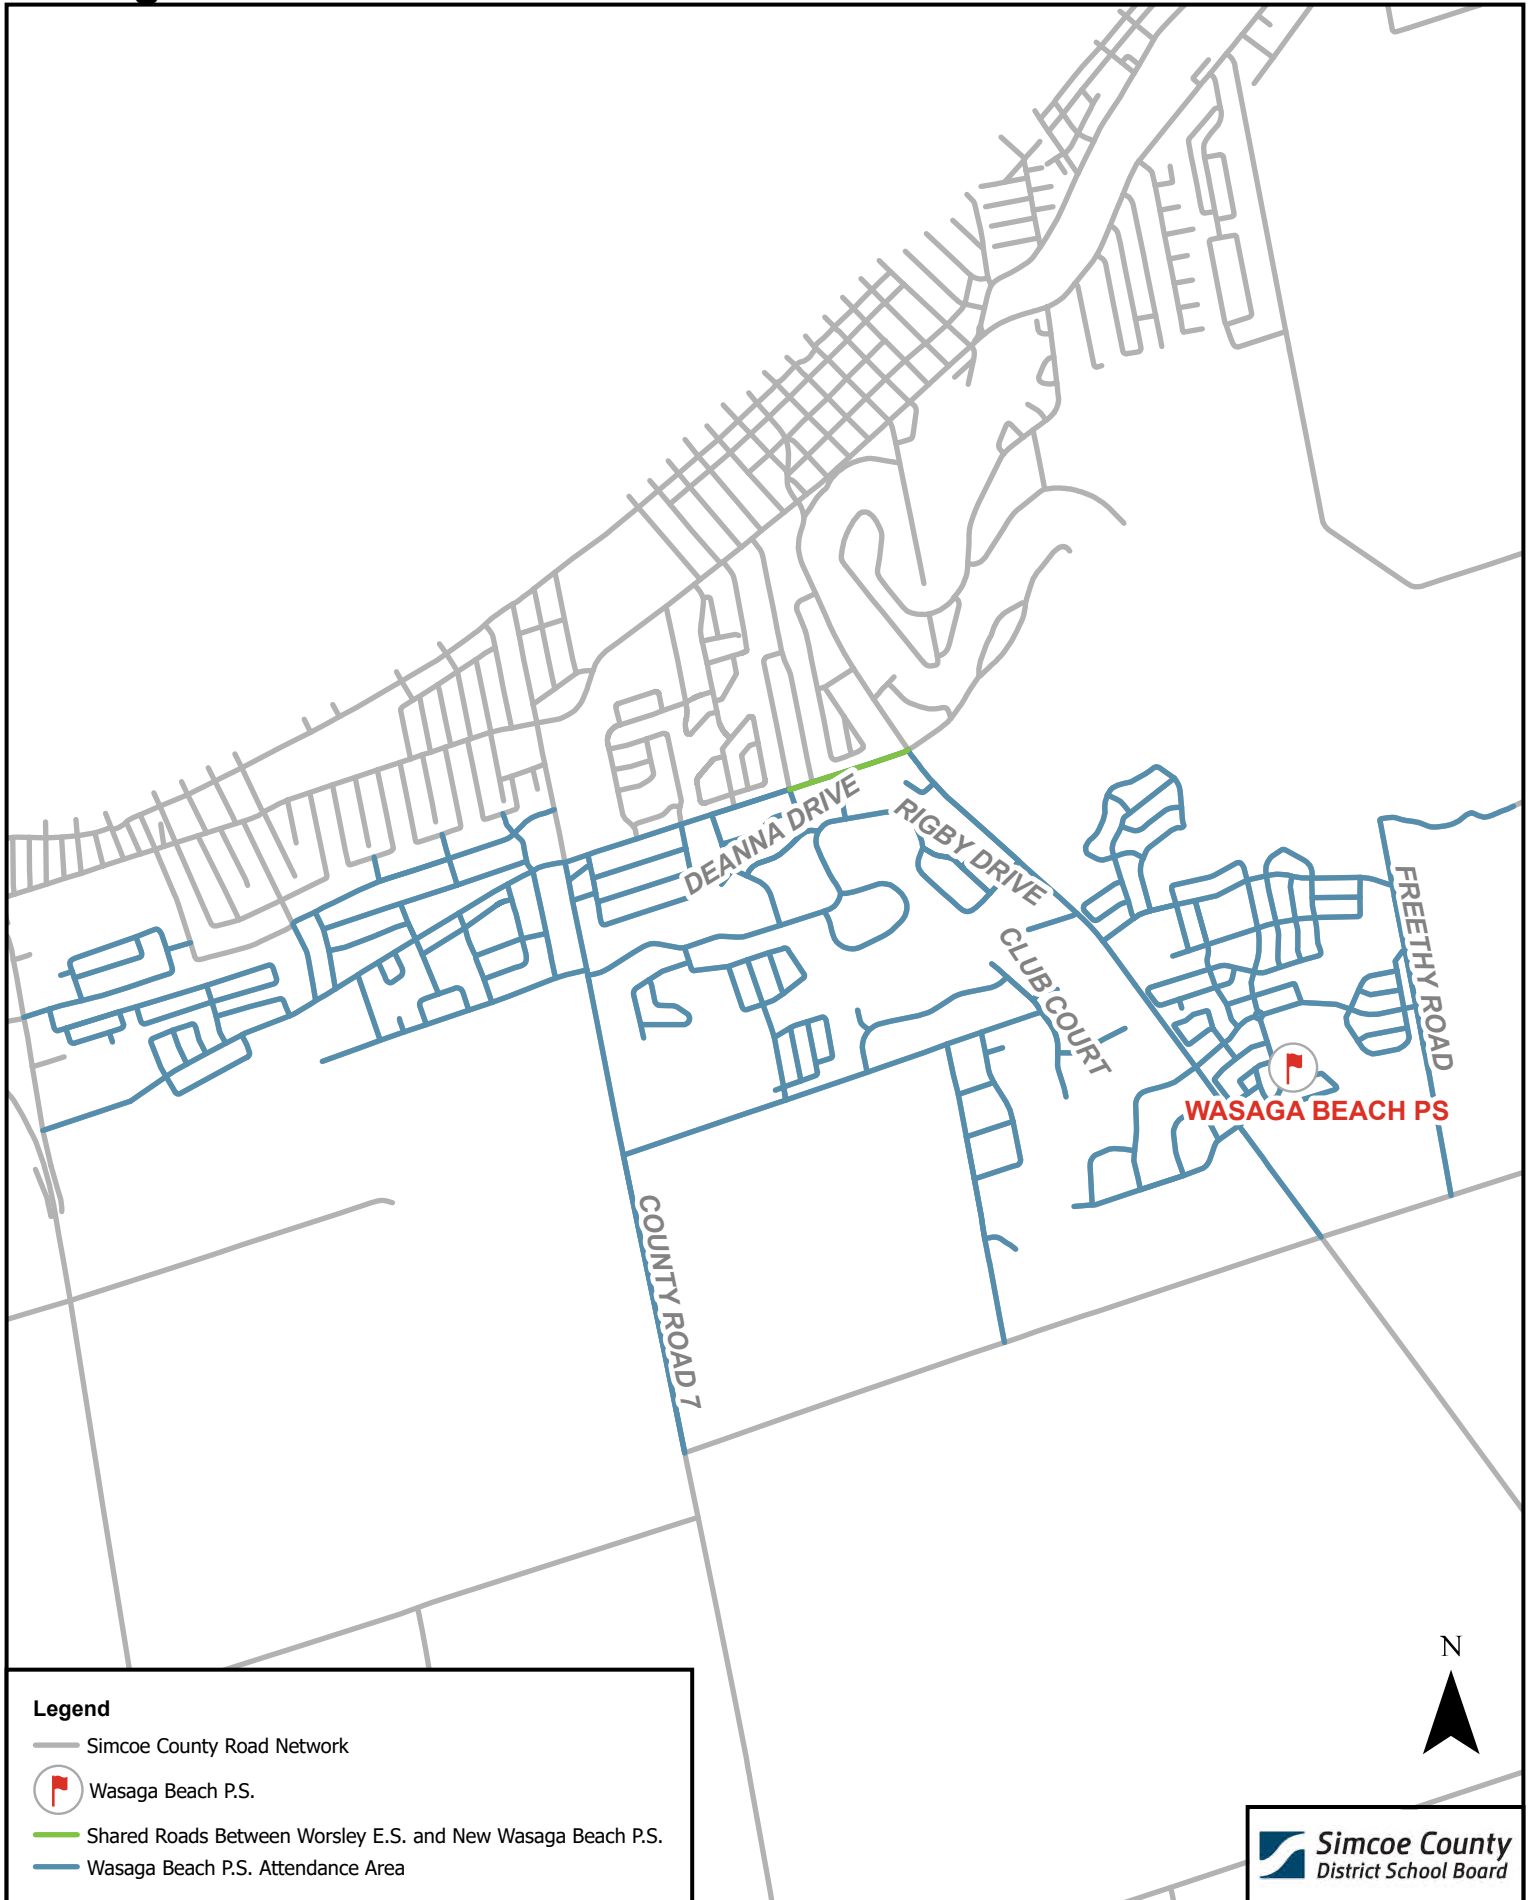 DEANNA DRIVE
RIGBY DRIVE
CLUB COURT
FREETHY ROAD
WASAGA BEACH PS
COUNTY ROAD 7
N
Legend
Simcoe County Road Network
Wasaga Beach P.S.
Shared Roads Between Worsley E.S. and New Wasaga Beach P.S.
Wasaga Beach P.S. Attendance Area
Simcoe County
District School Board